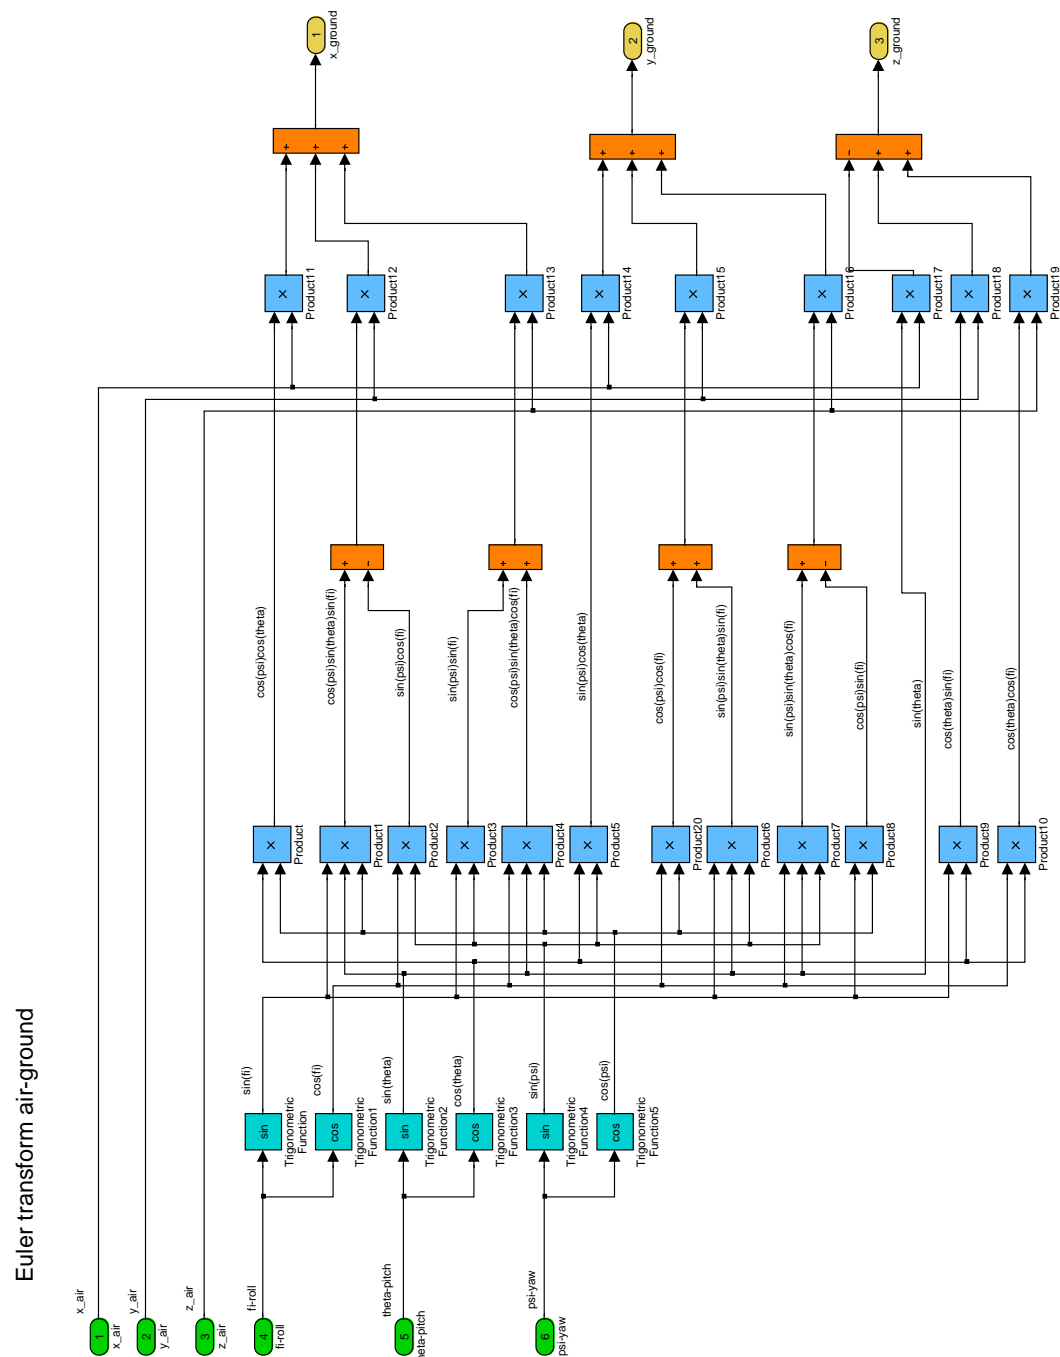 Euler transform air-ground
x_air
1
x_air
y_air
2
y_air
z_air
3
z_air
fi-roll
4
fi-roll
theta-pitch
5
heta-pitch
psi-yaw
6
psi-yaw
sin(fi)
sin
Trigonometric
Function
cos(fi)
cos
Trigonometric
Function1
sin(theta)
sin
Trigonometric
Function2
cos(theta)
cos
Trigonometric
Function3
sin(psi)
sin
Trigonometric
Function4
cos(psi)
cos
Trigonometric
Function5
×
Product
×
Product1
×
Product2
×
Product3
×
Product4
×
Product5
×
Product20
×
Product6
×
Product7
×
Product8
×
Product9
×
Product10
cos(psi)cos(theta)
cos(psi)sin(theta)sin(fi)
sin(psi)cos(fi)
sin(psi)sin(fi)
cos(psi)sin(theta)cos(fi)
sin(psi)cos(theta)
cos(psi)cos(fi)
sin(psi)sin(theta)sin(fi)
sin(psi)sin(theta)cos(fi)
cos(psi)sin(fi)
sin(theta)
cos(theta)sin(fi)
cos(theta)cos(fi)
+
−
+
+
+
+
+
−
×
Product11
×
Product12
×
Product13
×
Product14
×
Product15
×
Product16
×
Product17
×
Product18
×
Product19
+
+
+
+
+
+
−
+
+
1
x_ground
2
y_ground
3
z_ground